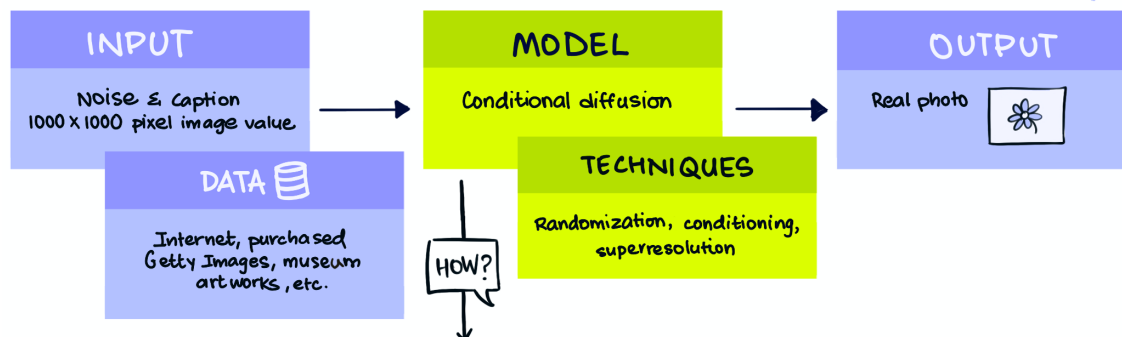 INPUT
Noise & Caption
1000 x 1000 pixel image value
DATA
Internet, purchased
Getty Images, museum
artworks, etc.
MODEL
Conditional diffusion
TECHNIQUES
Randomization, conditioning,
superresolution
HOW?
OUTPUT
Real photo